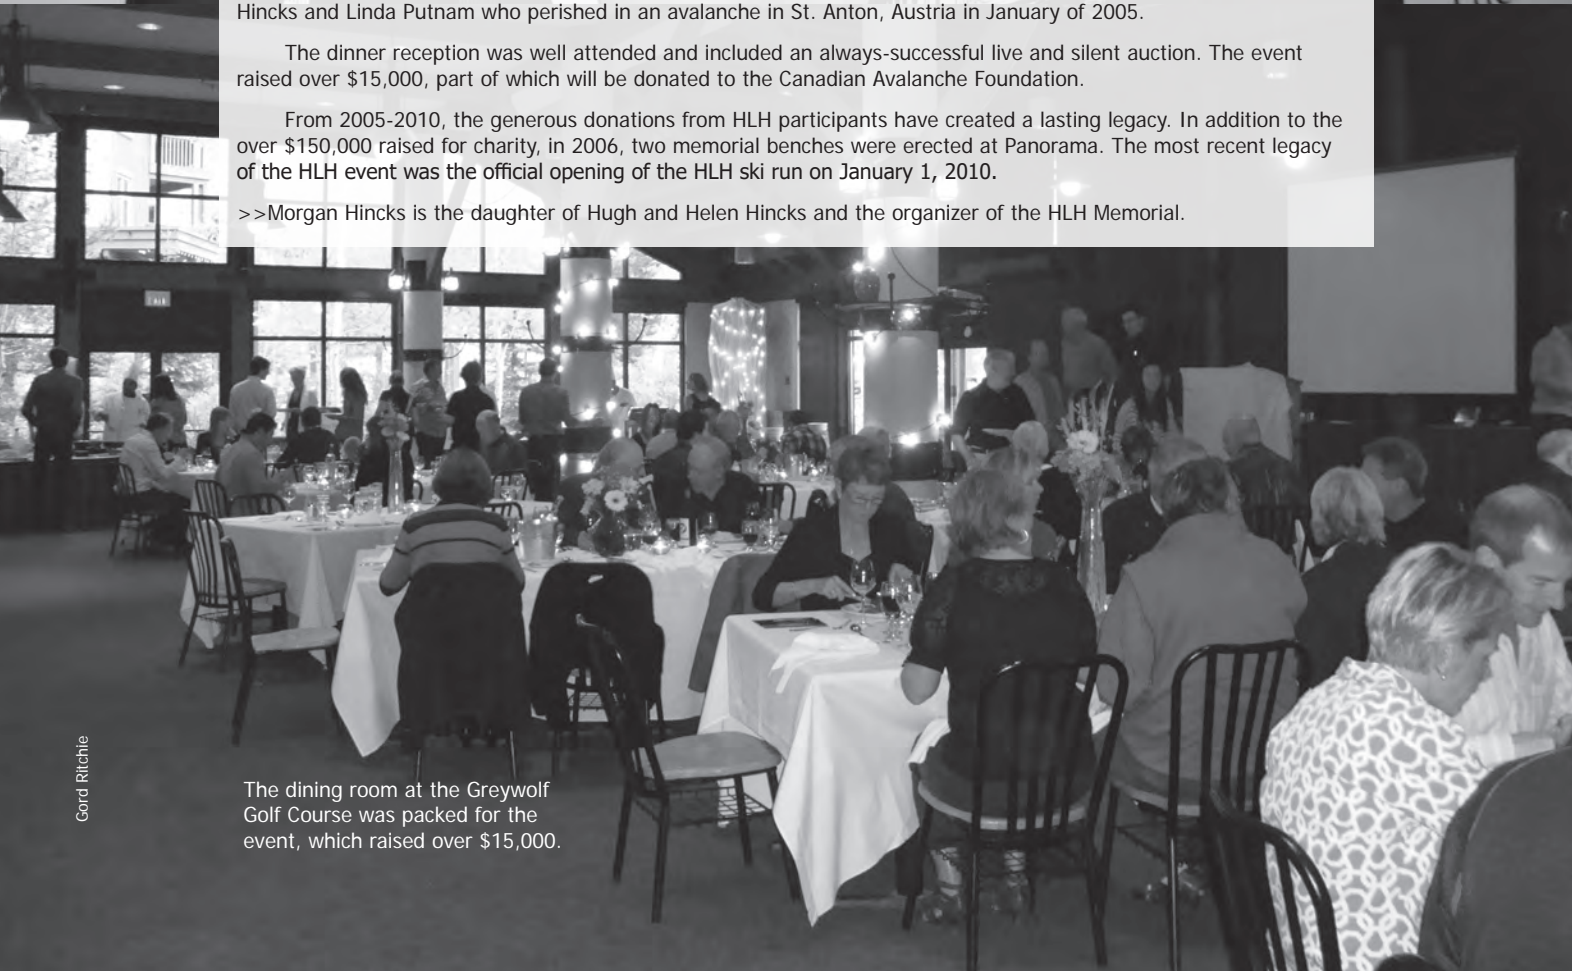 Hincks and Linda Putnam who perished in an avalanche in St. Anton, Austria in January of 2005.
The dinner reception was well attended and included an always-successful live and silent auction. The event
raised over $15,000, part of which will be donated to the Canadian Avalanche Foundation.
From 2005-2010, the generous donations from HLH participants have created a lasting legacy. In addition to the
over $150,000 raised for charity, in 2006, two memorial benches were erected at Panorama. The most recent legacy
of the HLH event was the official opening of the HLH ski run on January 1, 2010.
>>Morgan Hincks is the daughter of Hugh and Helen Hincks and the organizer of the HLH Memorial.
Gord Ritchie
The dining room at the Greywolf
Golf Course was packed for the
event, which raised over $15,000.